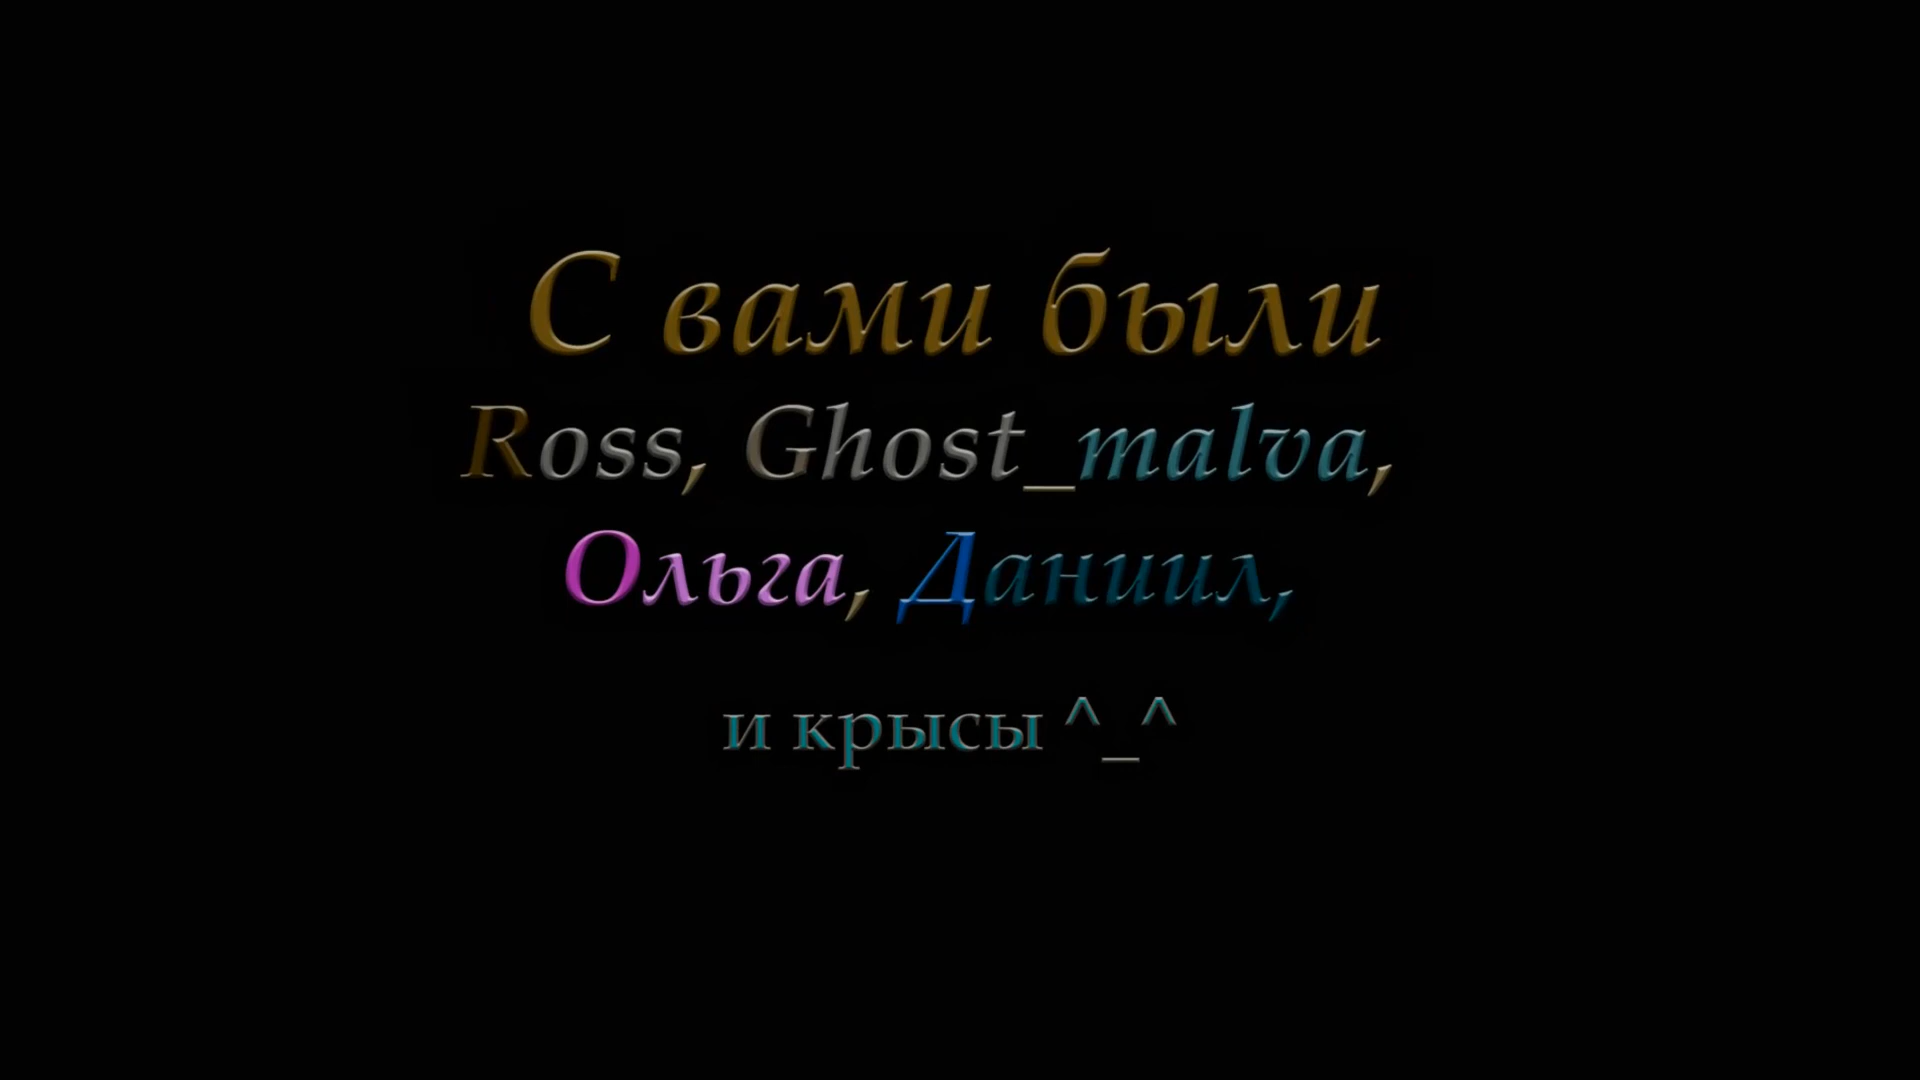 С вами были
Ross, Ghost_malva,
Ольга, Даниил,
и крысы ^_^